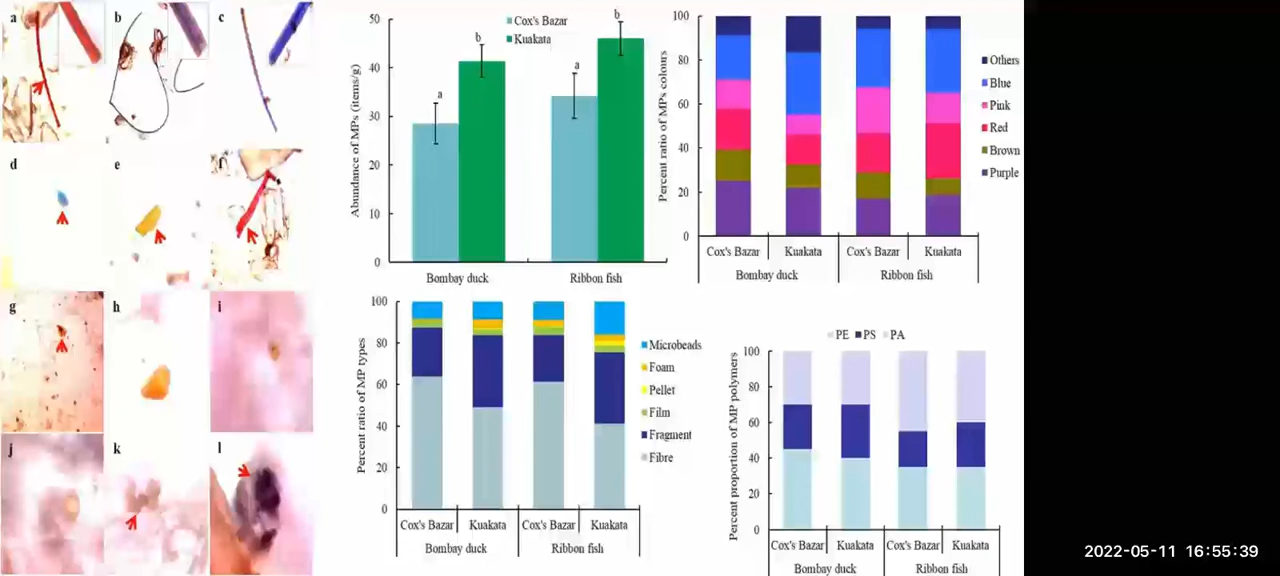 a
b
c
d
e
f
g
h
i
j
k
l
Abundance of MPs (items/g)
50
40
30
20
10
0
Cox's Bazar
Kuakata
a
b
a
b
Bombay duck
Ribbon fish
Percent ratio of MPs colours
100
80
60
40
20
0
Others
Blue
Pink
Red
Brown
Purple
Cox's Bazar Kuakata Cox's Bazar Kuakata
Bombay duck Ribbon fish
Percent ratio of MP types
100
80
60
40
20
0
Microbeads
Foam
Pellet
Film
Fragment
Fibre
Cox's Bazar Kuakata Cox's Bazar Kuakata
Bombay duck Ribbon fish
PE PS PA
Percent proportion of MP polymers
100
80
60
40
20
0
Cox's Bazar Kuakata Cox's Bazar Kuakata
Bombay duck Ribbon fish
2022-05-11 16:55:39